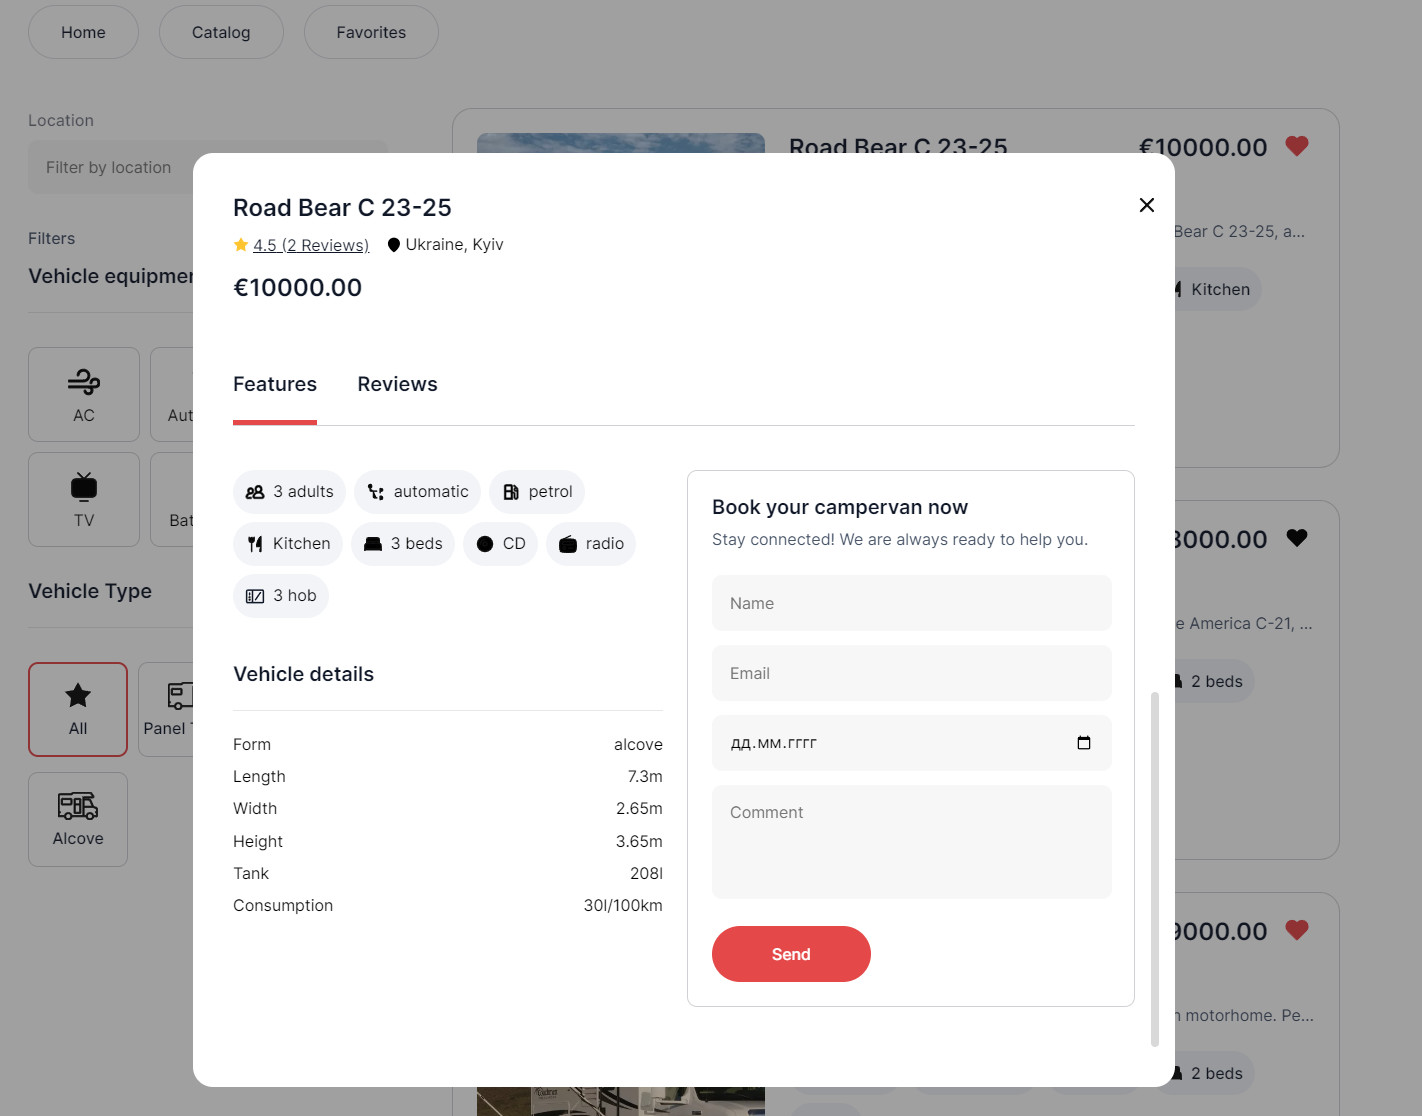 Home
Catalog
Favorites
Location
Filter by location
Filters
Vehicle equipmen
AC
Aut
TV
Bat
Vehicle Type
All
Panel
Alcove
Road Bear C 23-25
€10000.00
Bear C 23-25, a...
Kitchen
3000.00
e America C-21, ...
2 beds
9000.00
n motorhome. Pe...
2 beds
Road Bear C 23-25
4.5 (2 Reviews)
Ukraine, Kyiv
€10000.00
Features
Reviews
3 adults
automatic
petrol
Kitchen
3 beds
CD
radio
3 hob
Vehicle details
Form alcove
Length 7.3m
Width 2.65m
Height 3.65m
Tank 208l
Consumption 30l/100km
Book your campervan now
Stay connected! We are always ready to help you.
Name
Email
дд.мм.гггг
Comment
Send